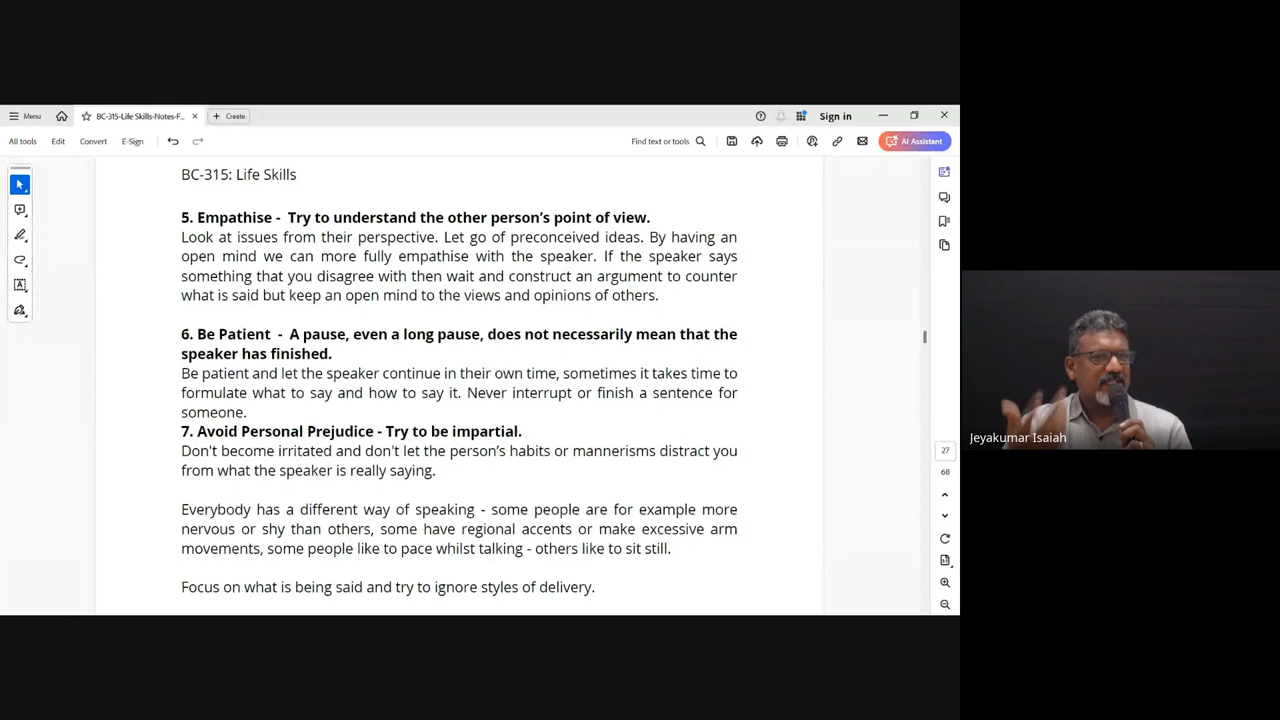 Menu
BC-315-Life Skills-Notes-F...
Create
Sign in
All tools
Edit
Convert
E-Sign
Find text or tools
AI Assistant
BC-315: Life Skills
5. Empathise - Try to understand the other person’s point of view.
Look at issues from their perspective. Let go of preconceived ideas. By having an
open mind we can more fully empathise with the speaker. If the speaker says
something that you disagree with then wait and construct an argument to counter
what is said but keep an open mind to the views and opinions of others.
6. Be Patient - A pause, even a long pause, does not necessarily mean that the
speaker has finished.
Be patient and let the speaker continue in their own time, sometimes it takes time to
formulate what to say and how to say it. Never interrupt or finish a sentence for
someone.
7. Avoid Personal Prejudice - Try to be impartial.
Don't become irritated and don't let the person’s habits or mannerisms distract you
from what the speaker is really saying.
Everybody has a different way of speaking - some people are for example more
nervous or shy than others, some have regional accents or make excessive arm
movements, some people like to pace whilst talking - others like to sit still.
Focus on what is being said and try to ignore styles of delivery.
27
68
Jeyakumar Isaiah